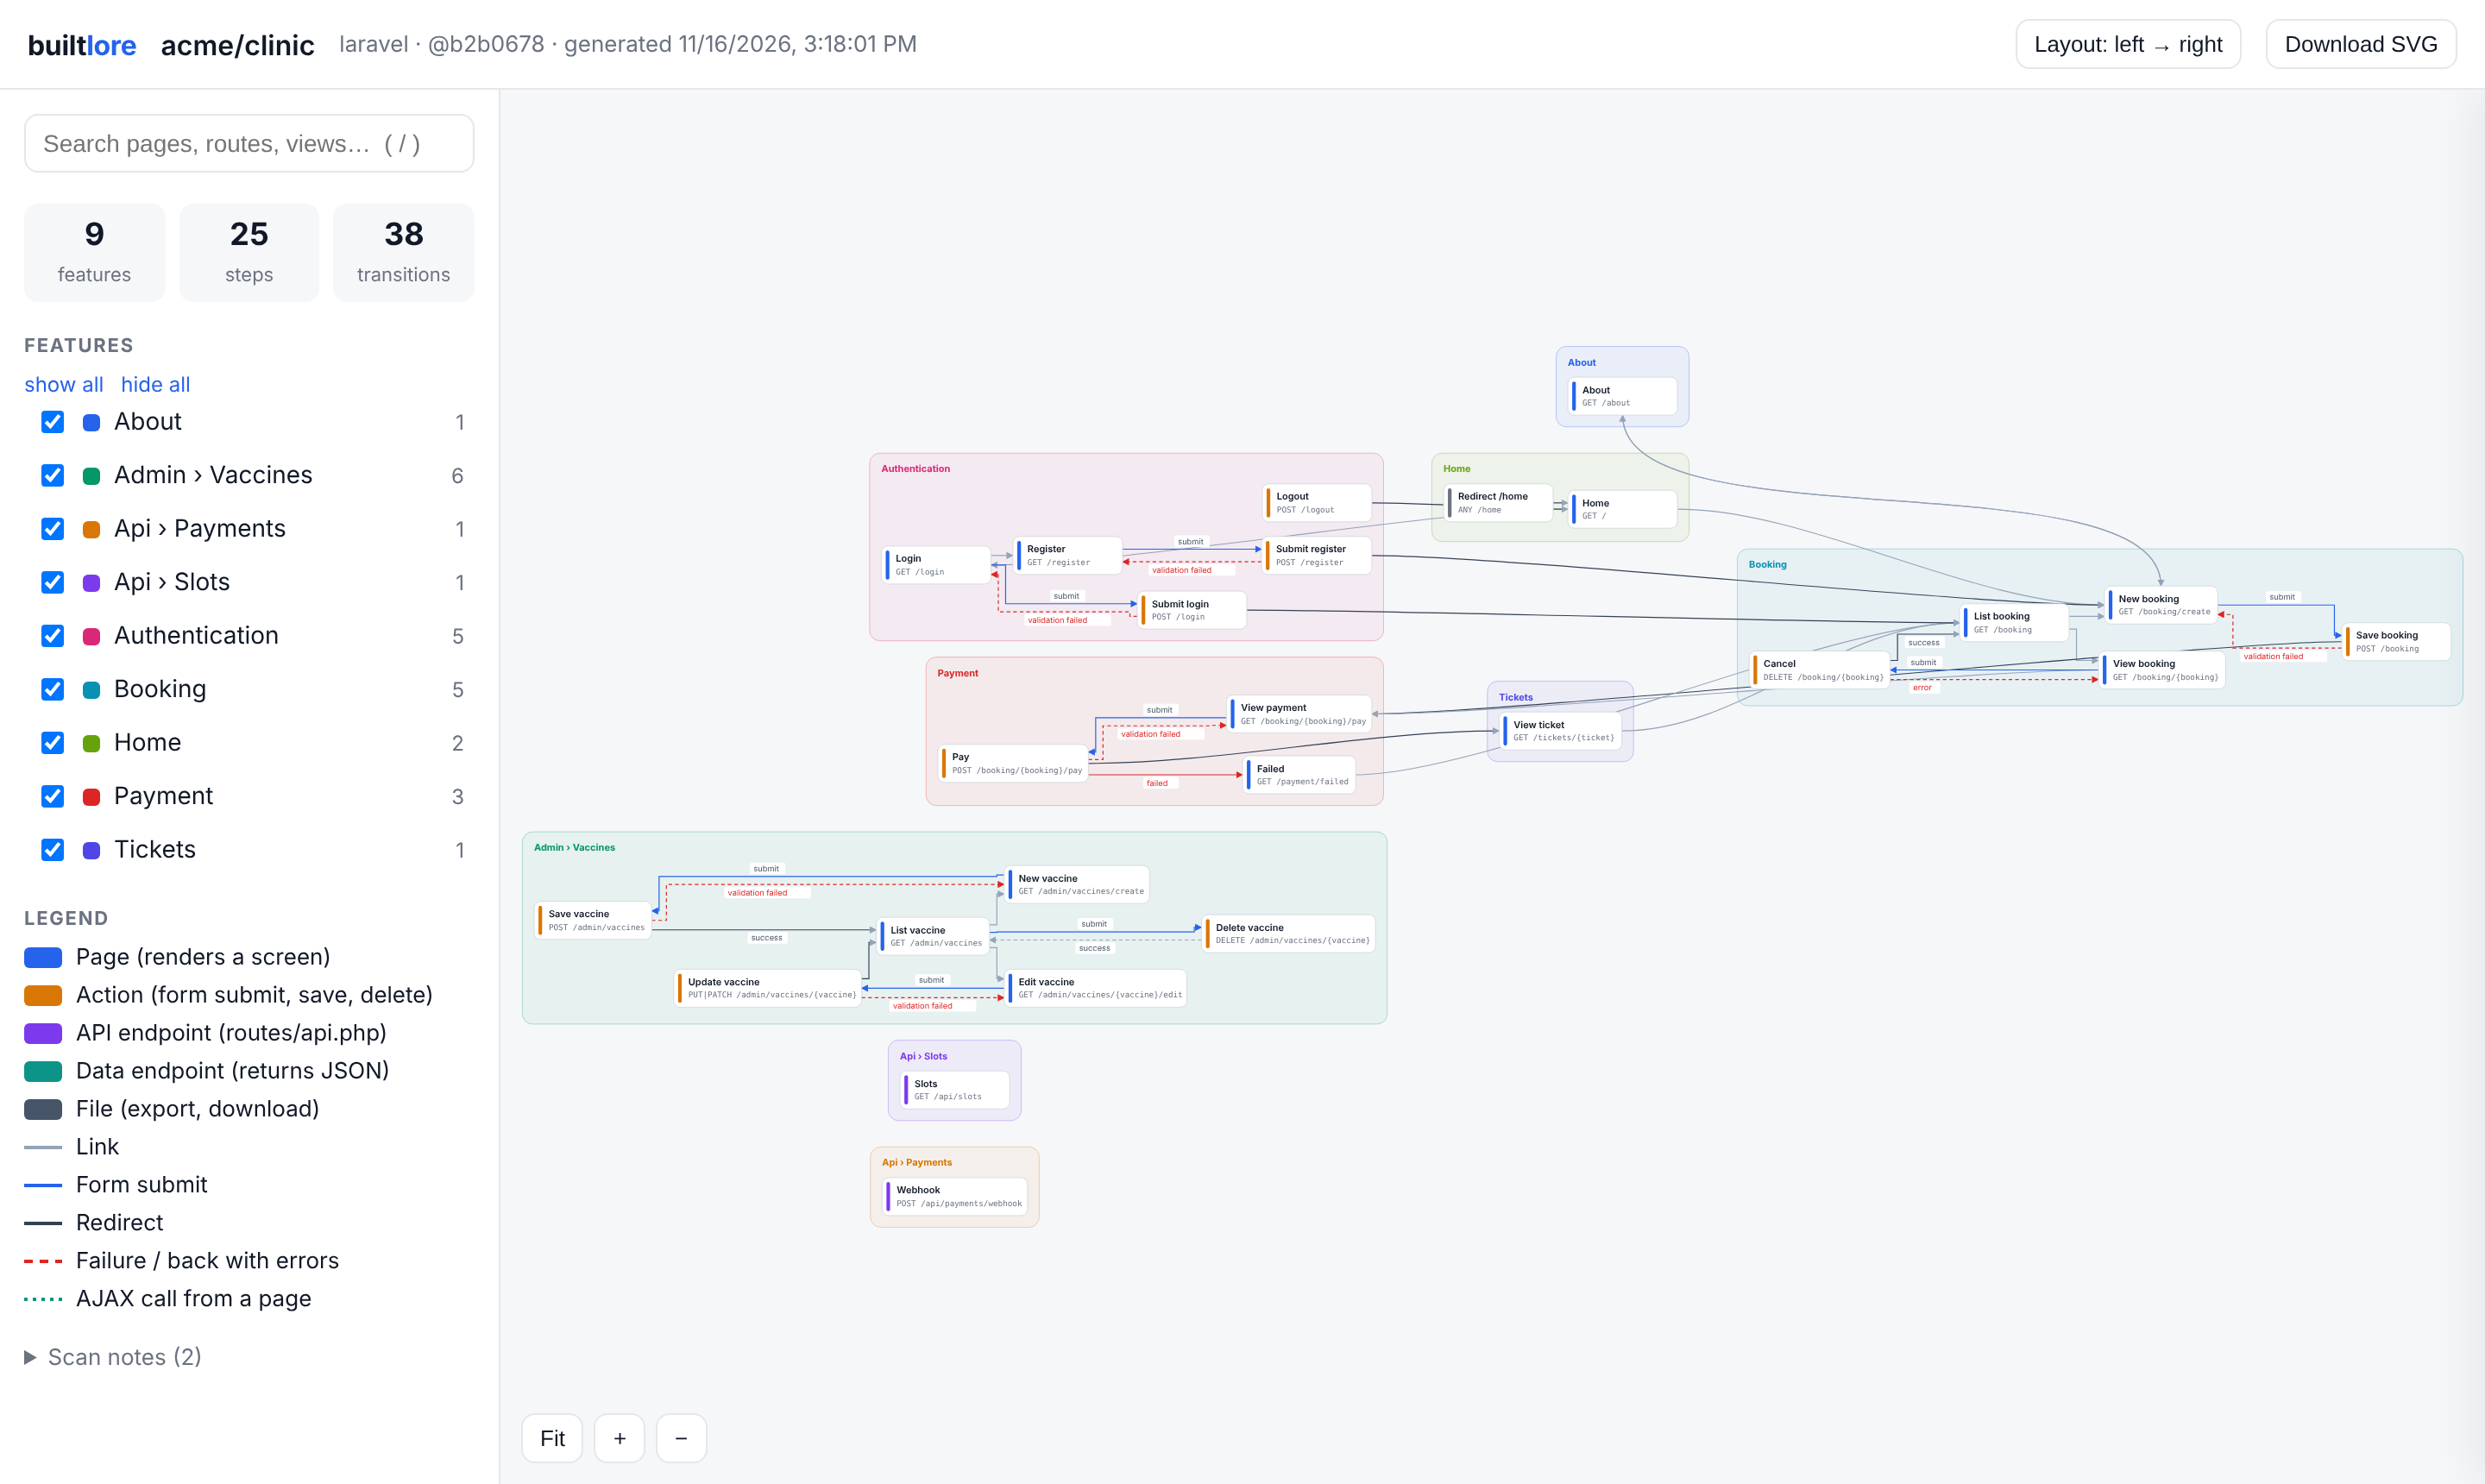 builtlore acme/clinic laravel · @b2b0678 · generated 11/16/2026, 3:18:01 PM
Layout: left → right
Download SVG
Search pages, routes, views… ( / )
9
features
25
steps
38
transitions
FEATURES
show all hide all
About 1
Admin › Vaccines 6
Api › Payments 1
Api › Slots 1
Authentication 5
Booking 5
Home 2
Payment 3
Tickets 1
LEGEND
Page (renders a screen)
Action (form submit, save, delete)
API endpoint (routes/api.php)
Data endpoint (returns JSON)
File (export, download)
Link
Form submit
Redirect
Failure / back with errors
AJAX call from a page
Scan notes (2)
About
About
GET /about
Authentication
Logout
POST /logout
Login
GET /login
Register
GET /register
submit
validation failed
Submit register
POST /register
submit
validation failed
Submit login
POST /login
Home
Redirect /home
ANY /home
Home
GET /
Booking
New booking
GET /booking/create
submit
List booking
GET /booking
Save booking
POST /booking
validation failed
success
Cancel
DELETE /booking/{booking}
submit
error
View booking
GET /booking/{booking}
Payment
View payment
GET /booking/{booking}/pay
submit
validation failed
Pay
POST /booking/{booking}/pay
failed
Failed
GET /payment/failed
Tickets
View ticket
GET /tickets/{ticket}
Admin › Vaccines
submit
validation failed
New vaccine
GET /admin/vaccines/create
Save vaccine
POST /admin/vaccines
success
List vaccine
GET /admin/vaccines
submit
success
Delete vaccine
DELETE /admin/vaccines/{vaccine}
Update vaccine
PUT|PATCH /admin/vaccines/{vaccine}
submit
validation failed
Edit vaccine
GET /admin/vaccines/{vaccine}/edit
Api › Slots
Slots
GET /api/slots
Api › Payments
Webhook
POST /api/payments/webhook
Fit
+
−